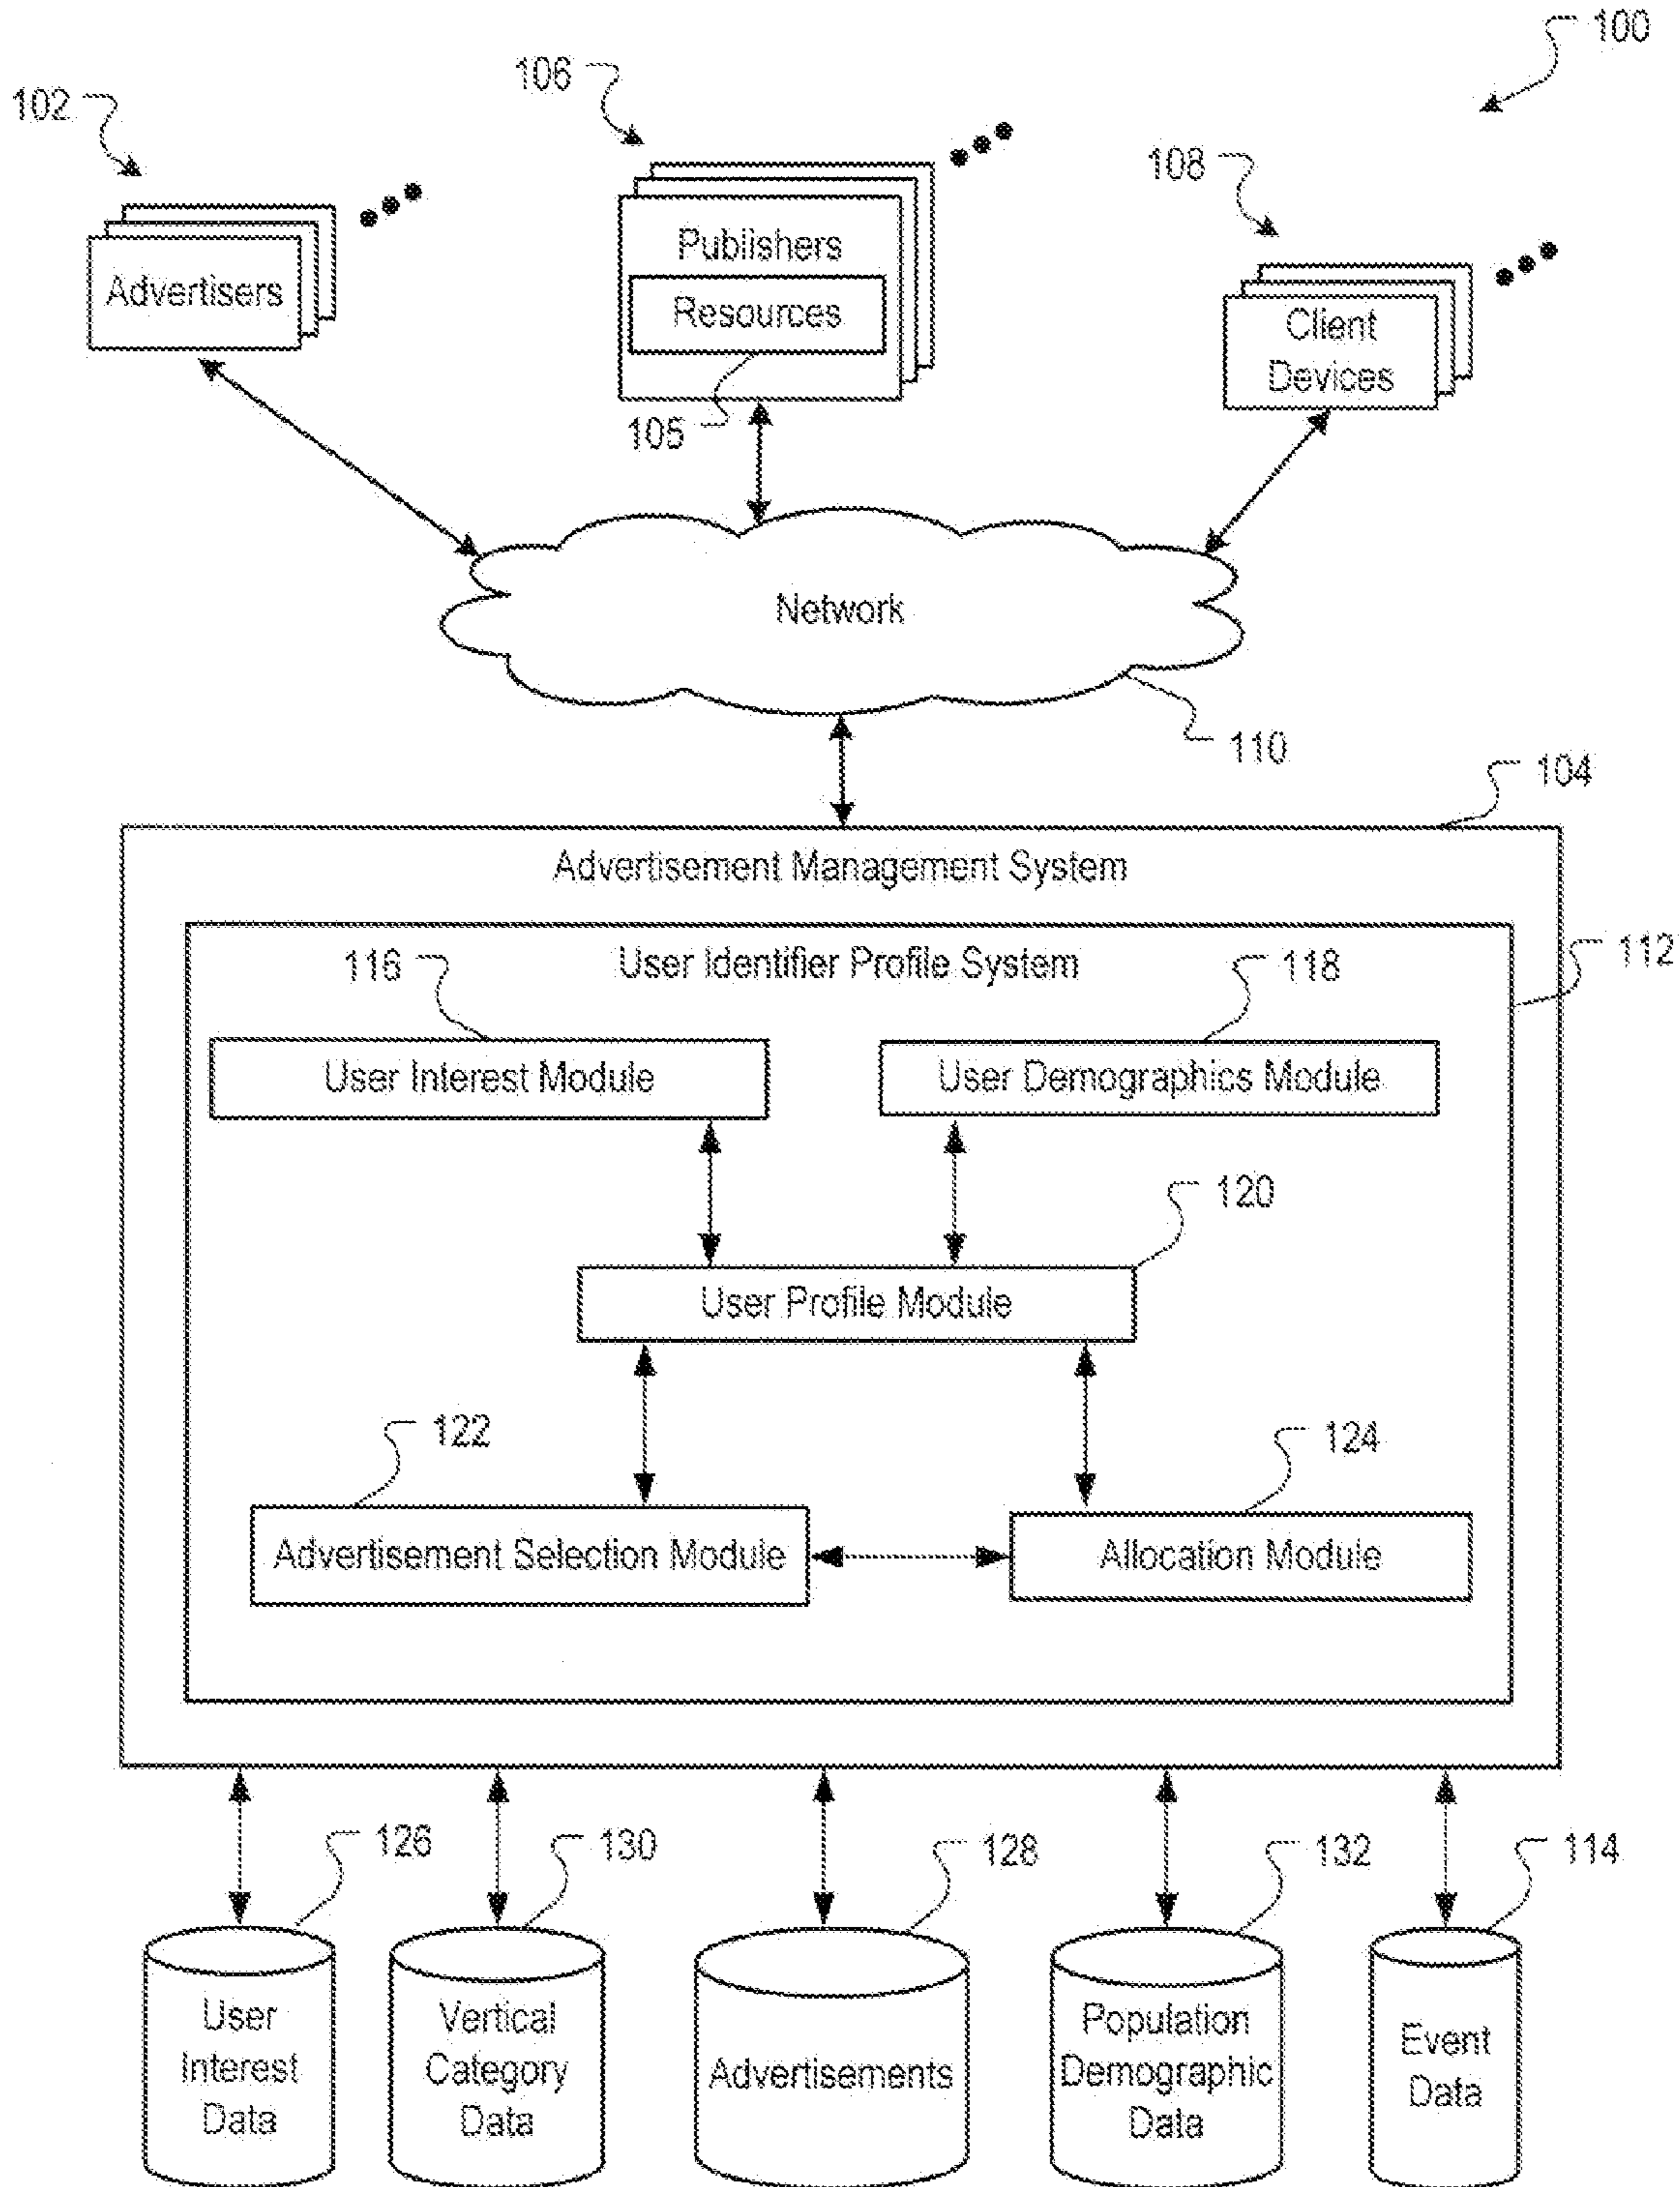 100
106
102
108
Publishers
Advertisers
Resources
Client
Devices
105
Network
110
104
Advertisement Management System
User Identifier Profile System
112
116
118
User Interest Module
User Demographics Module
120
User Profile Module
122
124
Advertisement Selection Module
Allocation Module
126
130
128
132
114
User
Interest
Data
Vertical
Category
Data
Advertisements
Population
Demographic
Data
Event
Data